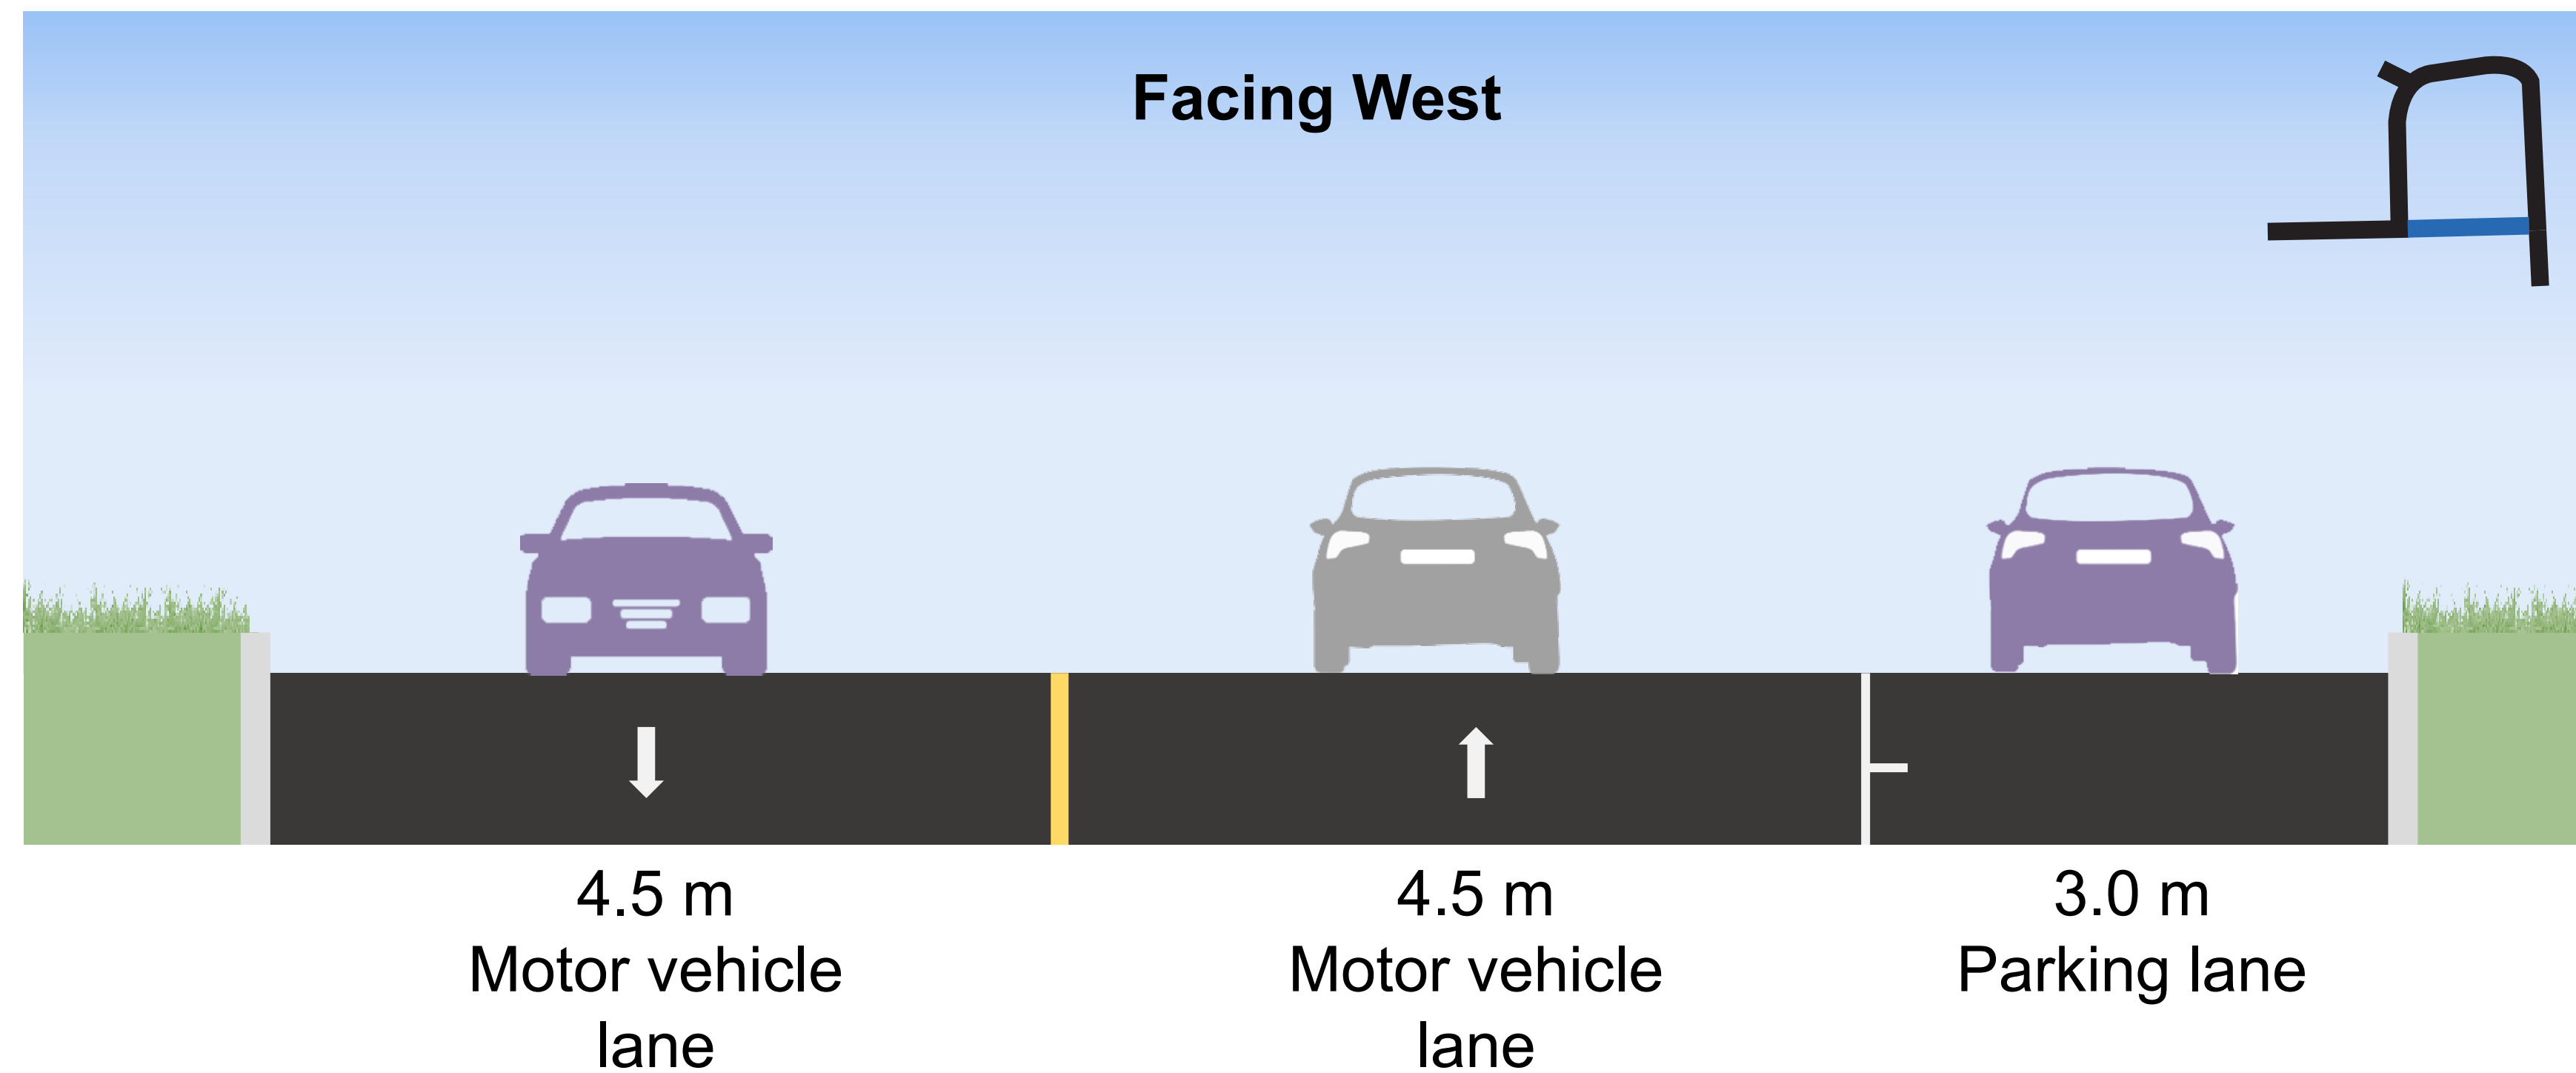 Facing West
4.5 m
Motor vehicle
lane
4.5 m
Motor vehicle
lane
3.0 m
Parking lane